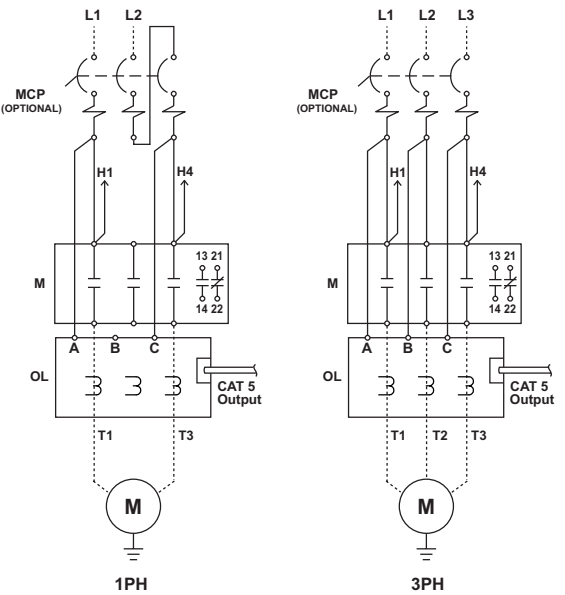 L1 L2
MCP
(OPTIONAL)
H1 H4
M
13 21
14 22
A B C
OL
CAT 5
Output
T1 T3
M
1PH
L1 L2 L3
MCP
(OPTIONAL)
H1 H4
M
13 21
14 22
A B C
OL
CAT 5
Output
T1 T2 T3
M
3PH